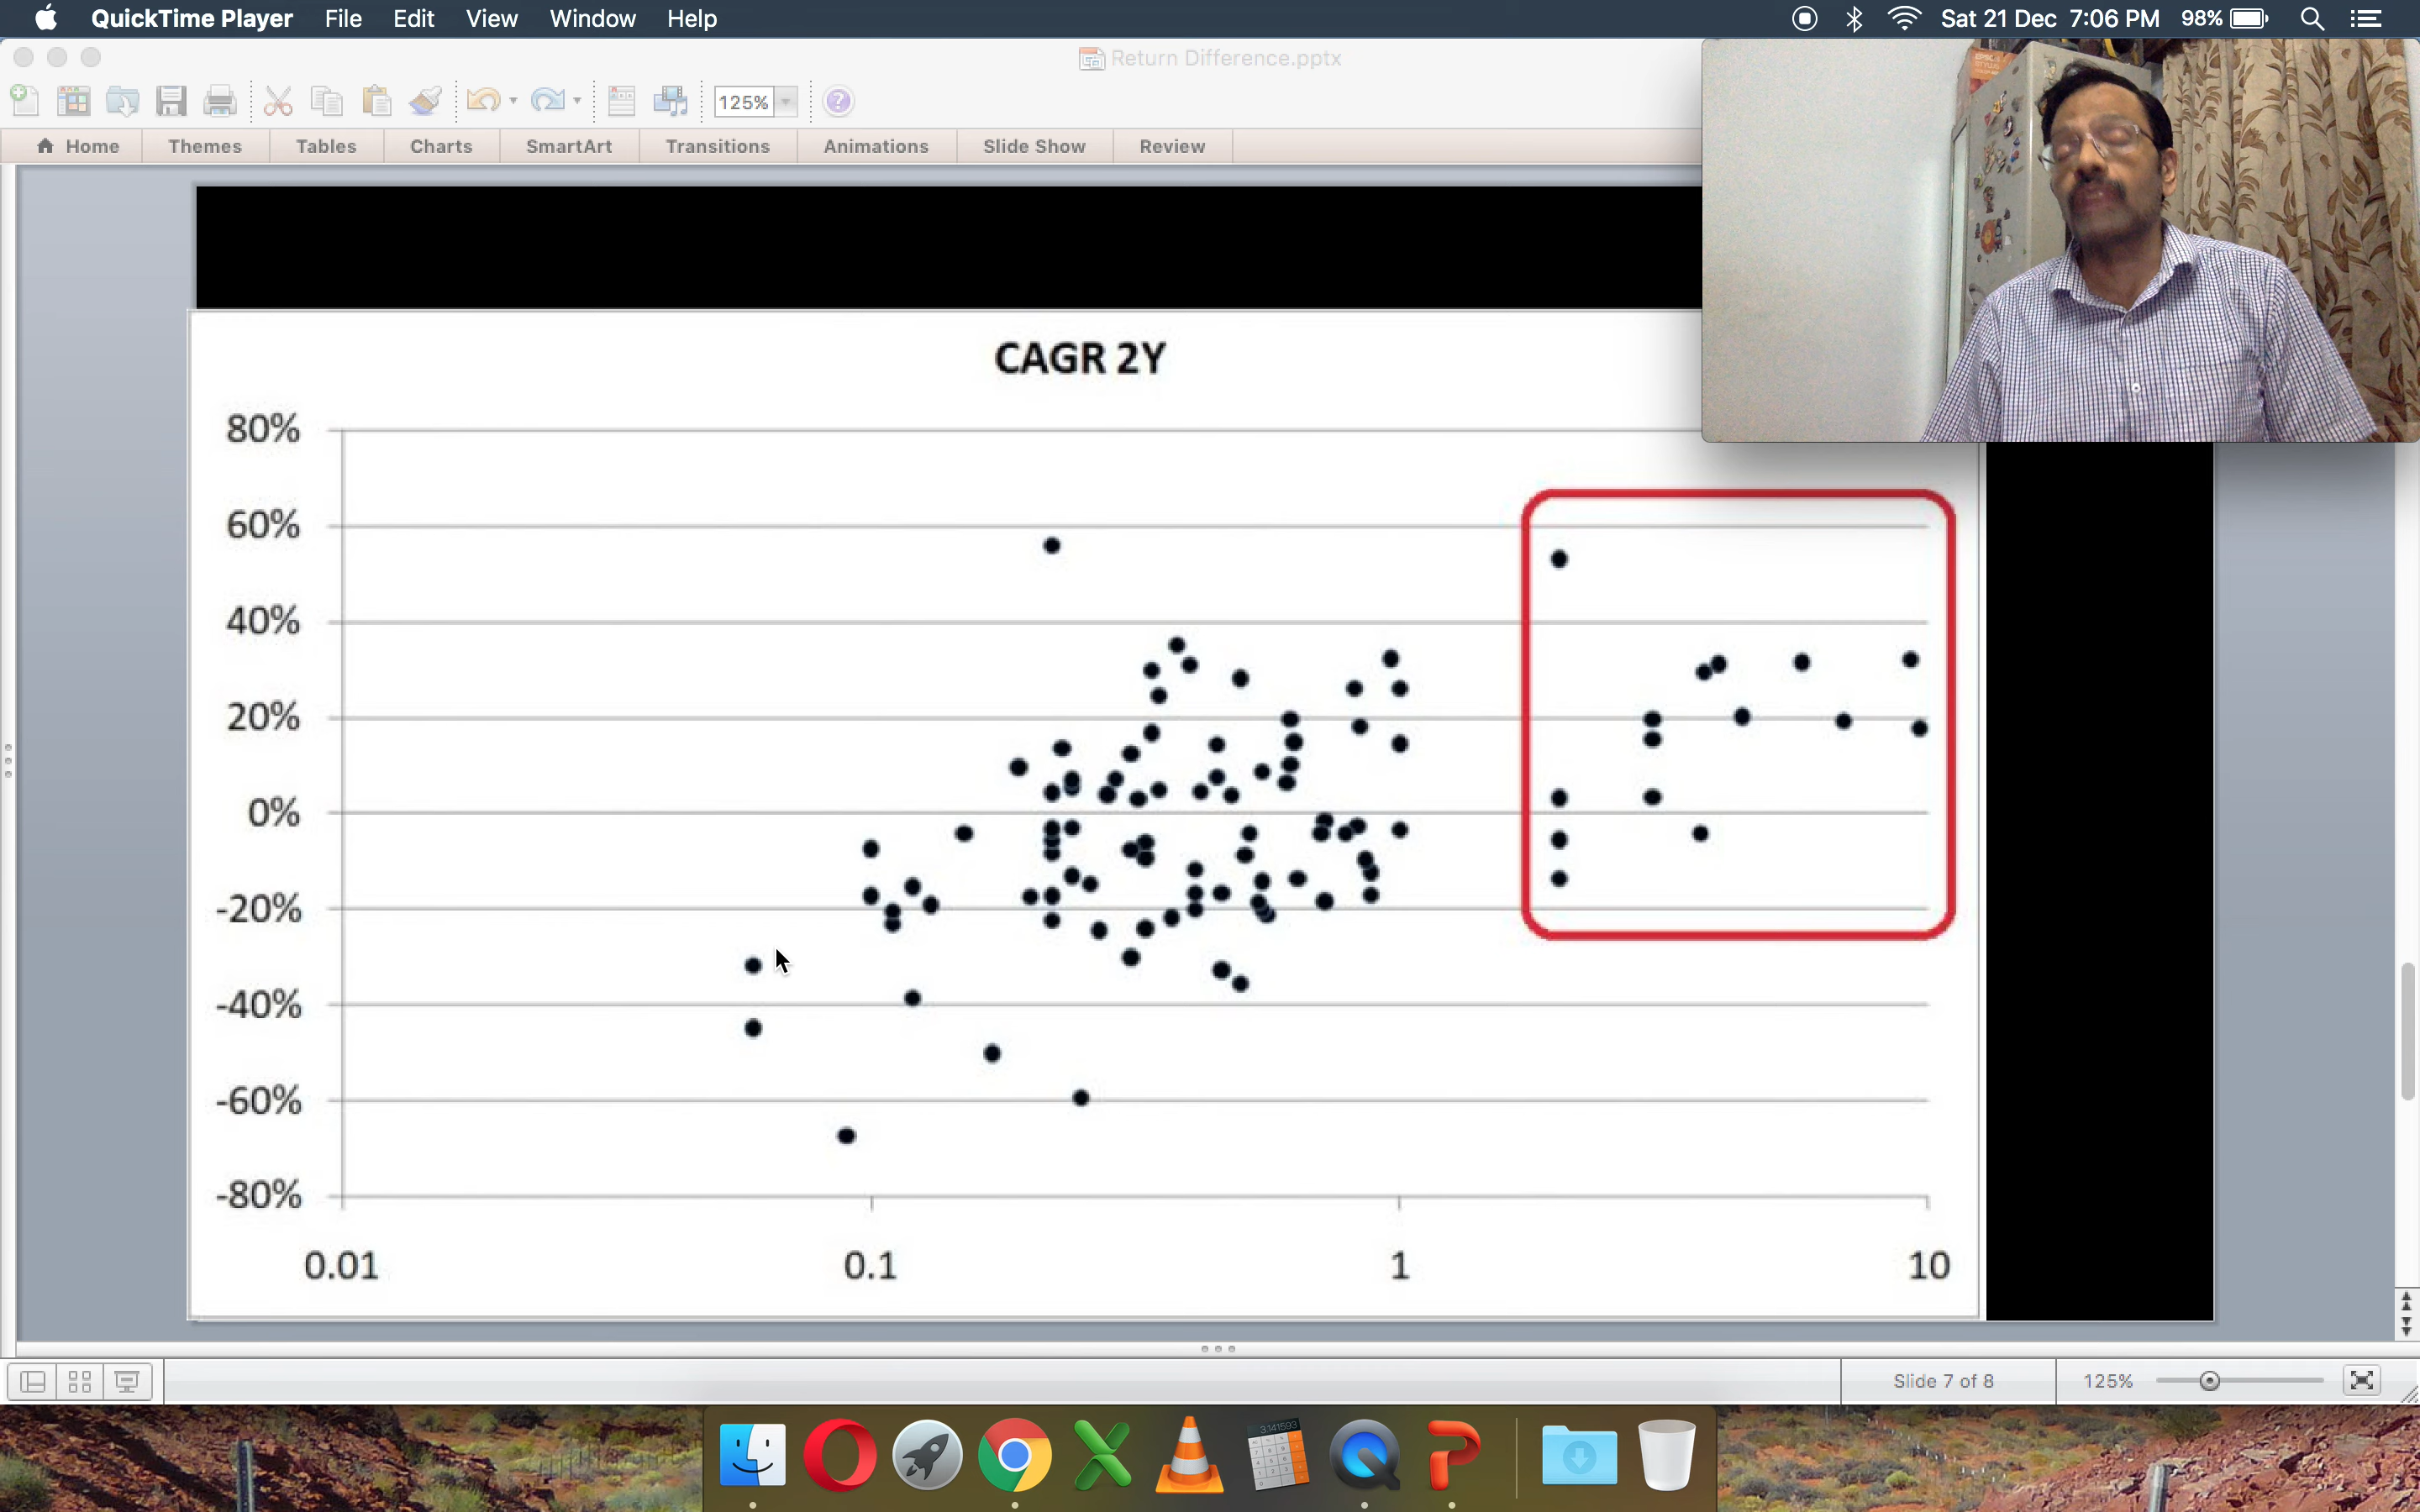 QuickTime Player File Edit View Window Help Sat 21 Dec 7:06 PM 98%
Return Difference.pptx
125%
Home Themes Tables Charts SmartArt Transitions Animations Slide Show Review
CAGR 2Y
80%
60%
40%
20%
0%
-20%
-40%
-60%
-80%
0.01 0.1 1 10
Slide 7 of 8 125%
3.141593